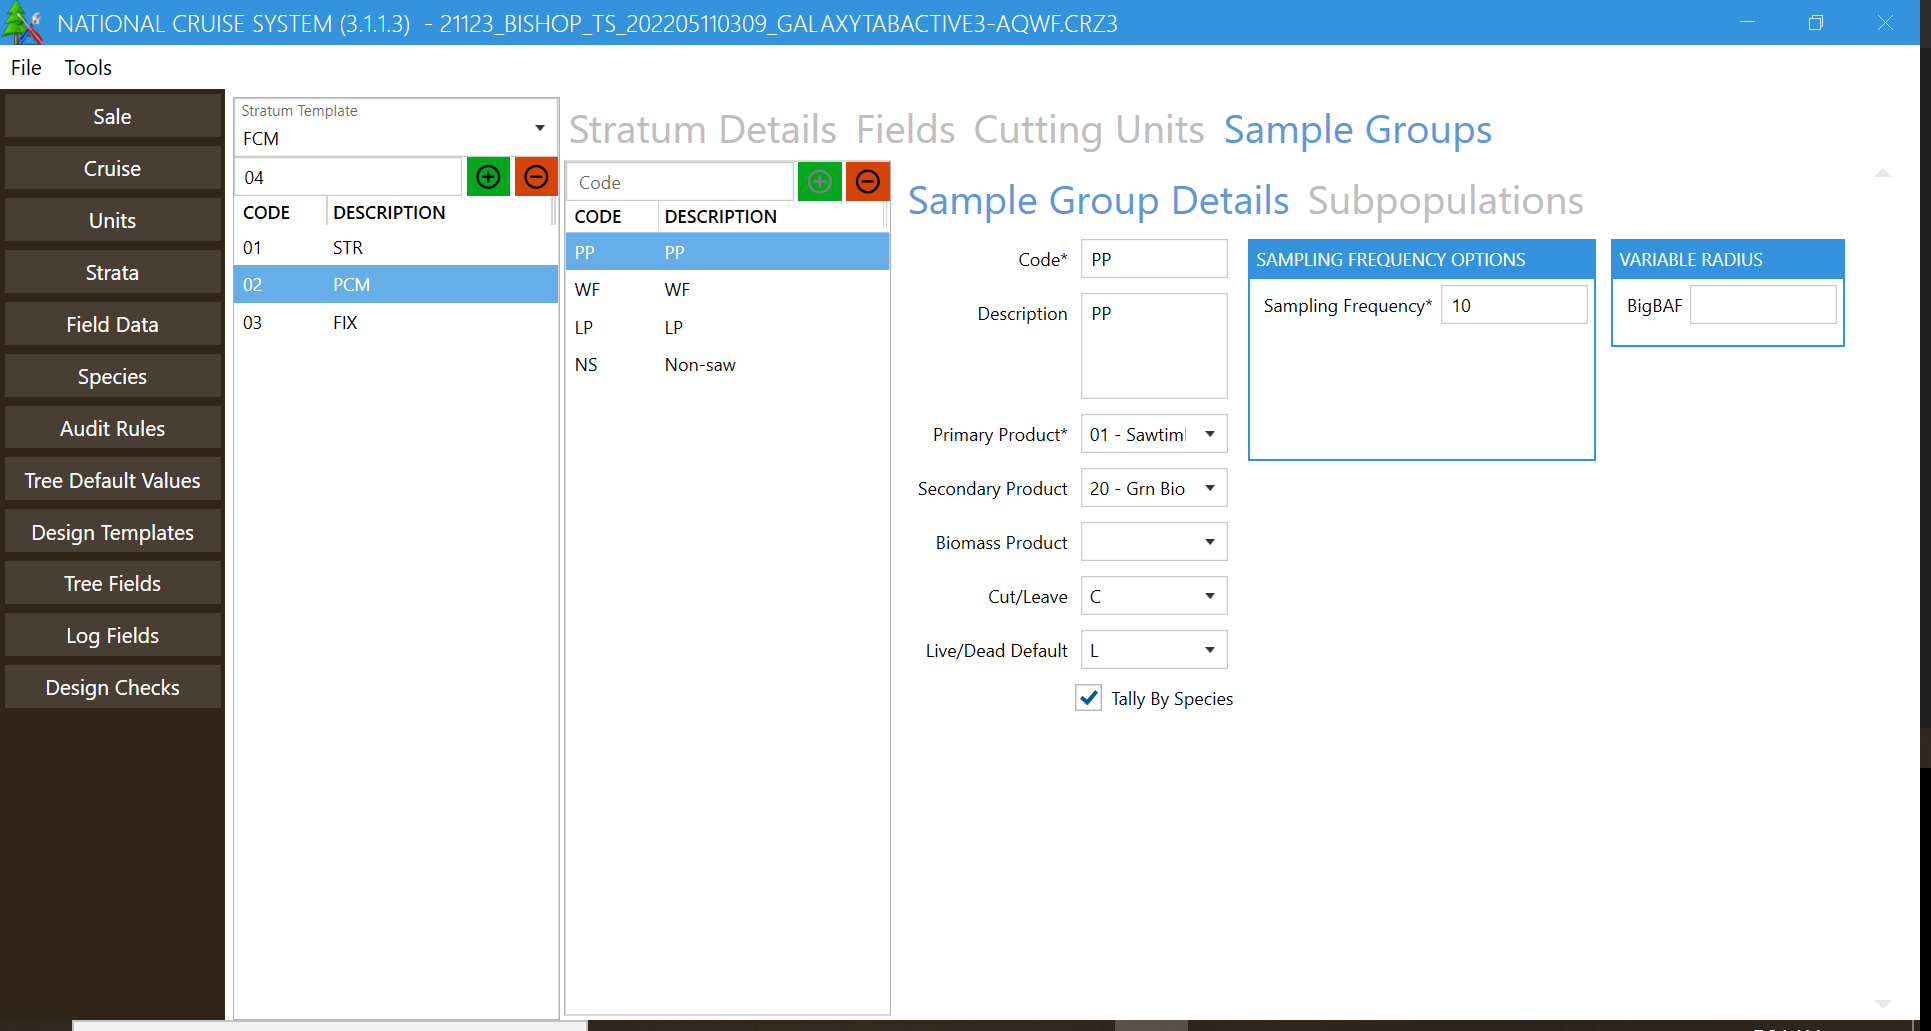 NATIONAL CRUISE SYSTEM (3.1.1.3) - 21123_BISHOP_TS_202205110309_GALAXYTABACTIVE3-AQWF.CRZ3
File Tools
Sale
Cruise
Units
Strata
Field Data
Species
Audit Rules
Tree Default Values
Design Templates
Tree Fields
Log Fields
Design Checks
Stratum Template
FCM
04
CODE DESCRIPTION
01 STR
02 PCM
03 FIX
Stratum Details Fields Cutting Units Sample Groups
Code
CODE DESCRIPTION
PP PP
WF WF
LP LP
NS Non-saw
Sample Group Details Subpopulations
Code* PP
Description PP
Primary Product* 01 - Sawtim
Secondary Product 20 - Grn Bio
Biomass Product
Cut/Leave C
Live/Dead Default L
Tally By Species
SAMPLING FREQUENCY OPTIONS
Sampling Frequency* 10
VARIABLE RADIUS
BigBAF